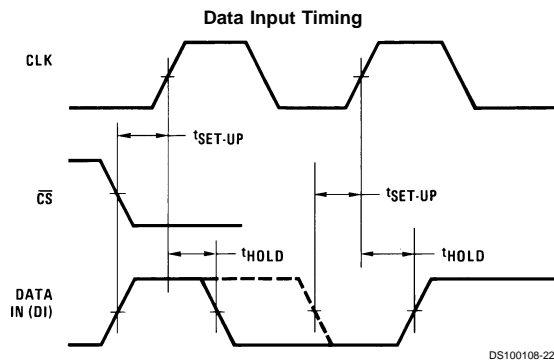 Data Input Timing
CLK
tSET-UP
CS
tSET-UP
tHOLD
tHOLD
DATA
IN (DI)
DS100108-22